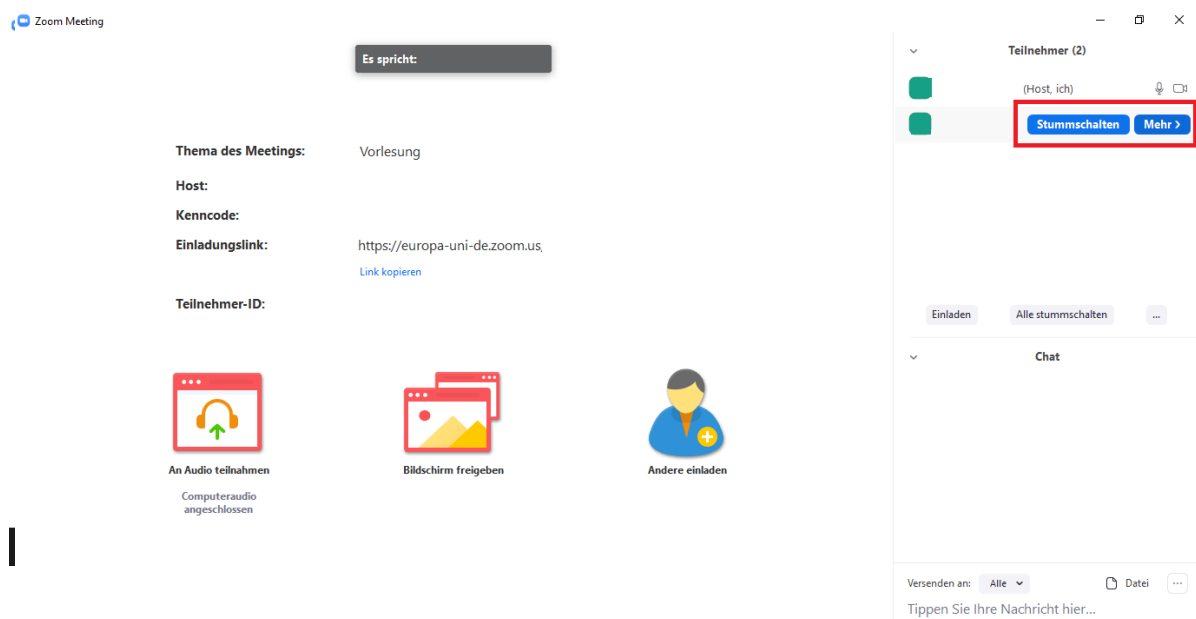 Zoom Meeting
Es spricht:
Thema des Meetings: Vorlesung
Host:
Kenncode:
Einladungslink: https://europa-uni-de.zoom.us,
Link kopieren
Teilnehmer-ID:
An Audio teilnahmen
Computeraudio
angeschlossen
Bildschirm freigeben
Andere einladen
Teilnehmer (2)
(Host, ich)
Stummschalten Mehr >
Einladen Alle stummschalten ...
Chat
Versenden an: Alle Datei ...
Tippen Sie Ihre Nachricht hier...